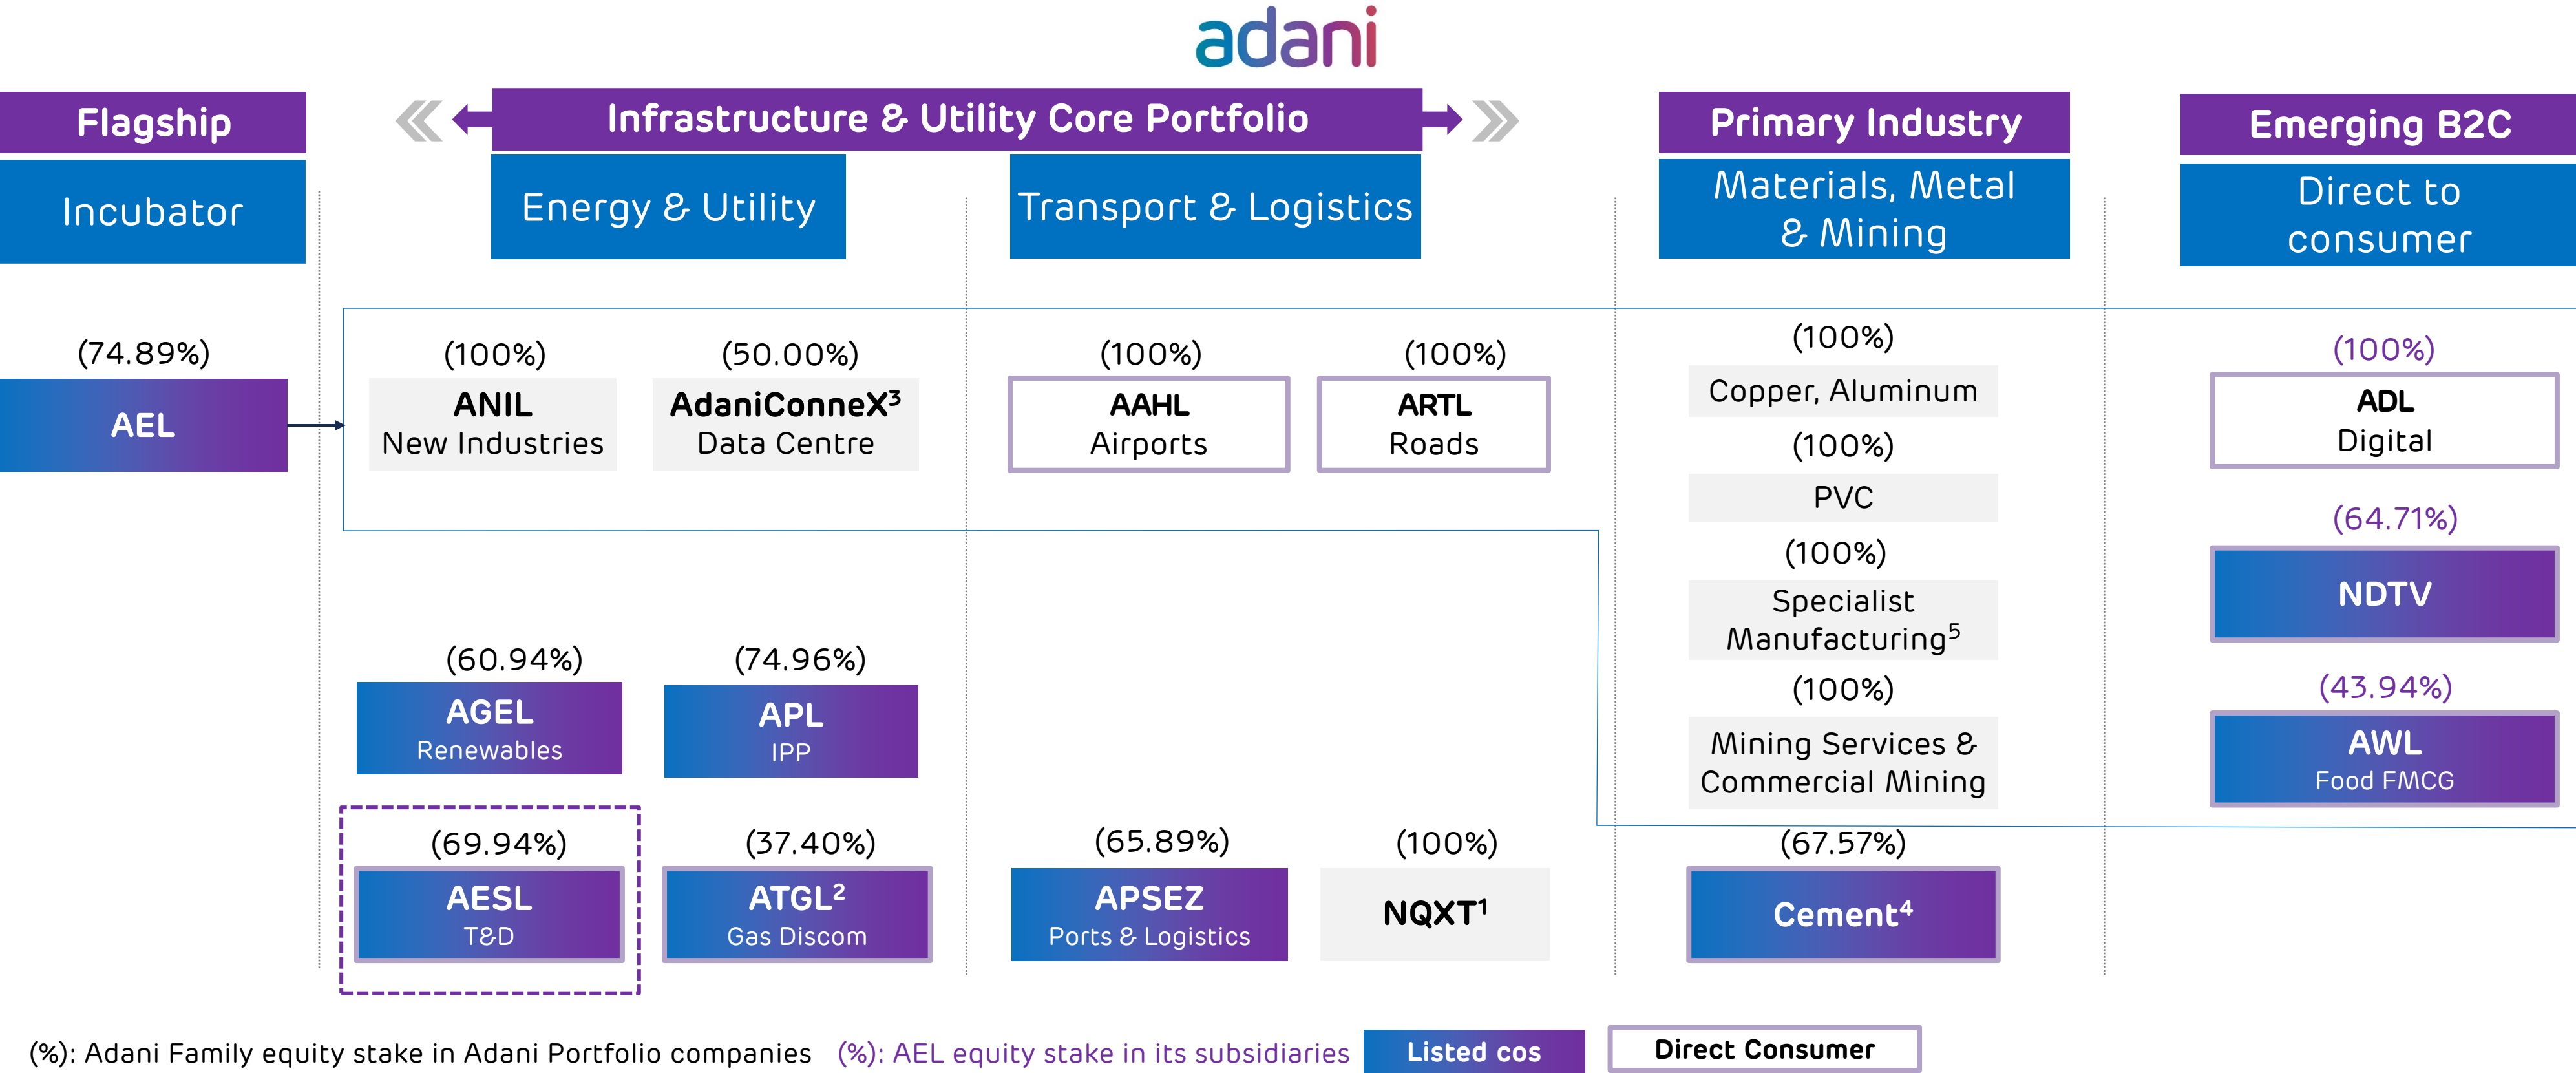 adani
Flagship
Incubator
Infrastructure & Utility Core Portfolio
Energy & Utility
Transport & Logistics
Primary Industry
Materials, Metal
& Mining
Emerging B2C
Direct to
consumer
(74.89%)
AEL
(100%)
ANIL
New Industries
(50.00%)
AdaniConneX³
Data Centre
(100%)
AAHL
Airports
(100%)
ARTL
Roads
(100%)
Copper, Aluminum
(100%)
PVC
(100%)
Specialist
Manufacturing⁵
(100%)
Mining Services &
Commercial Mining
(100%)
ADL
Digital
(64.71%)
NDTV
(43.94%)
AWL
Food FMCG
(60.94%)
AGEL
Renewables
(74.96%)
APL
IPP
(69.94%)
AESL
T&D
(37.40%)
ATGL²
Gas Discom
(65.89%)
APSEZ
Ports & Logistics
(100%)
NQXT¹
(67.57%)
Cement⁴
(%): Adani Family equity stake in Adani Portfolio companies
(%): AEL equity stake in its subsidiaries
Listed cos
Direct Consumer